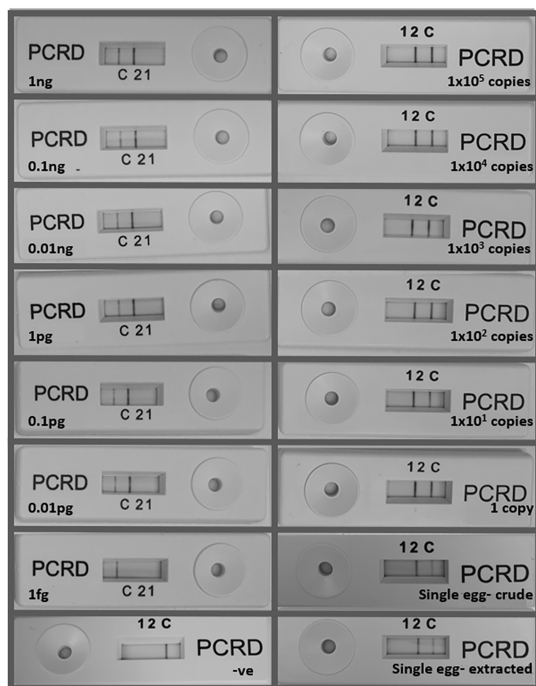 PCRD
C 21
1ng
PCRD
C 21
0.1ng
PCRD
C 21
0.01ng
PCRD
C 21
1pg
PCRD
C 21
0.1pg
PCRD
C 21
0.01pg
PCRD
C 21
1fg
12 C
PCRD
-ve
12 C
PCRD
1x10⁵ copies
12 C
PCRD
1x10⁴ copies
12 C
PCRD
1x10³ copies
12 C
PCRD
1x10² copies
12 C
PCRD
1x10¹ copies
12 C
PCRD
1 copy
12 C
PCRD
Single egg- crude
12 C
PCRD
Single egg- extracted